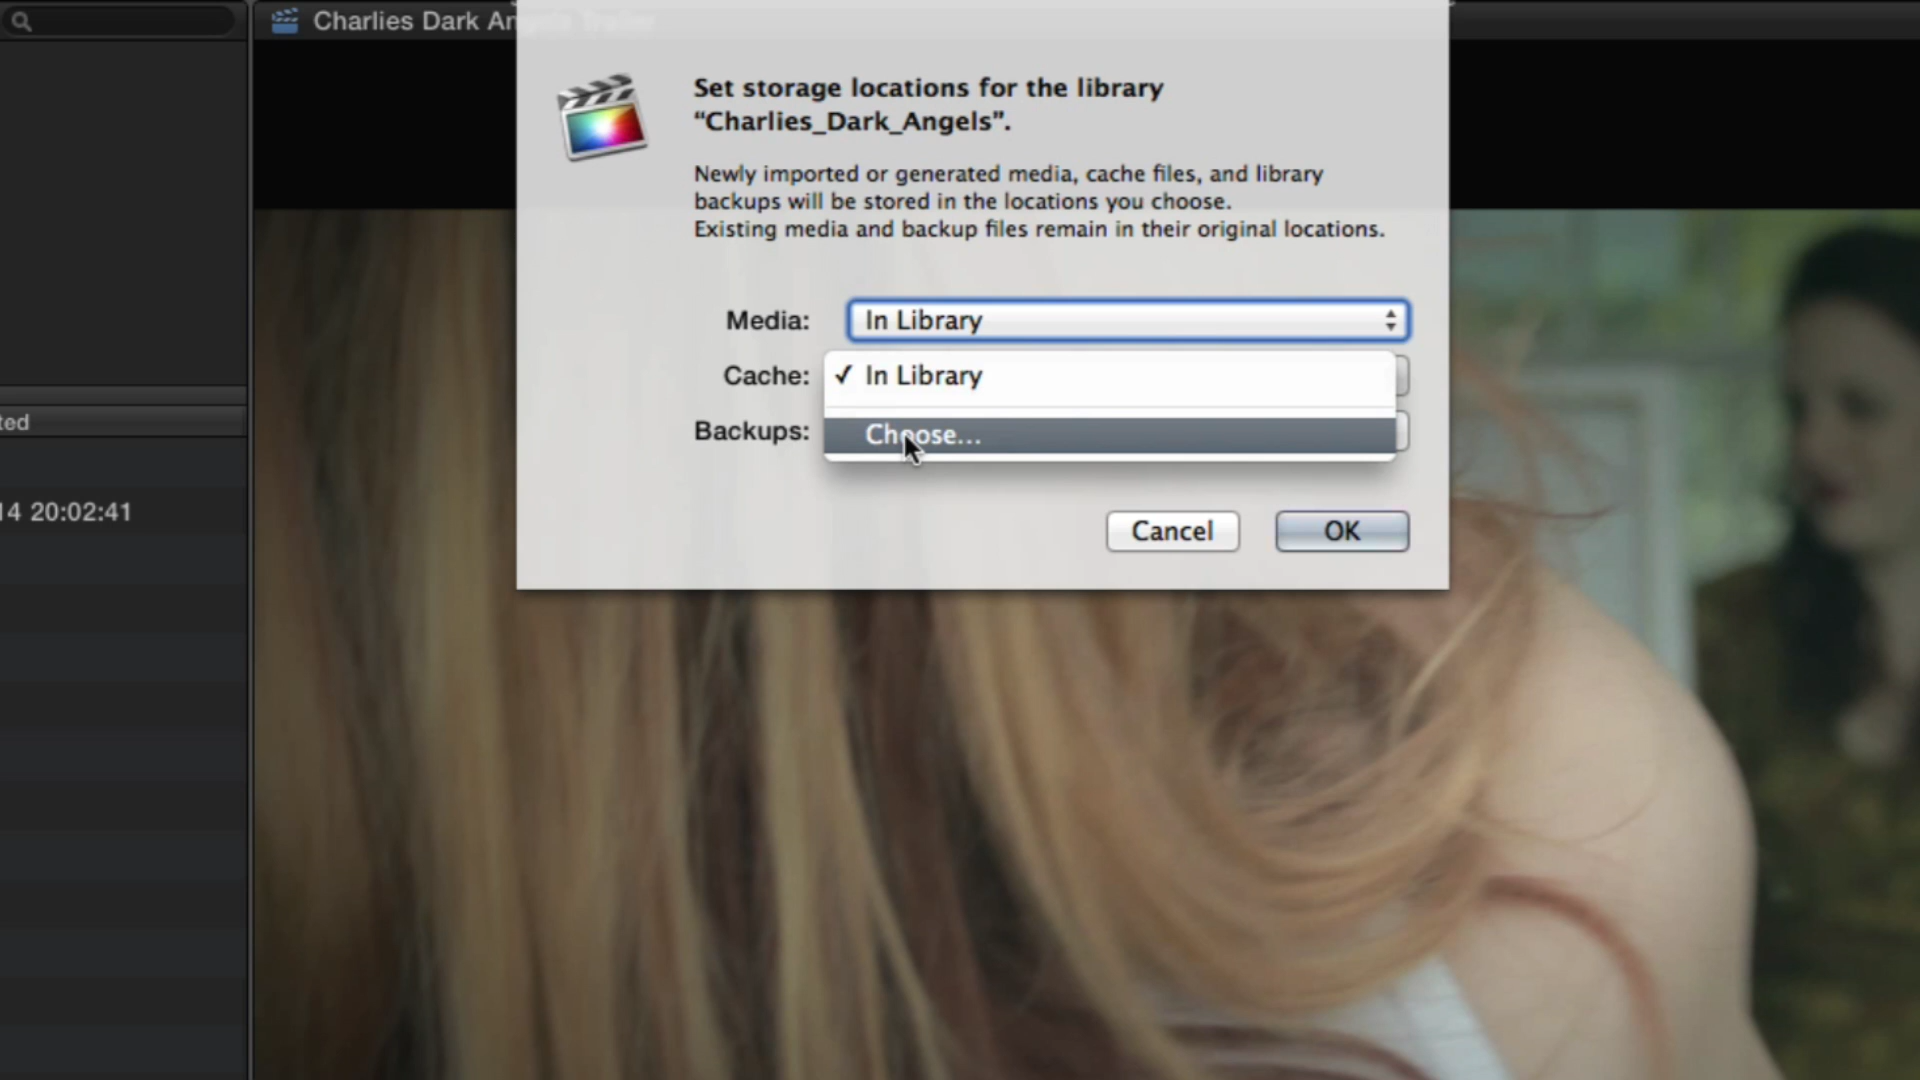 Charlies Dark Angels Trailer
Set storage locations for the library
“Charlies_Dark_Angels”.
Newly imported or generated media, cache files, and library
backups will be stored in the locations you choose.
Existing media and backup files remain in their original locations.
Media: In Library
Cache: ✓ In Library
Backups: Choose...
ted
14 20:02:41
Cancel OK